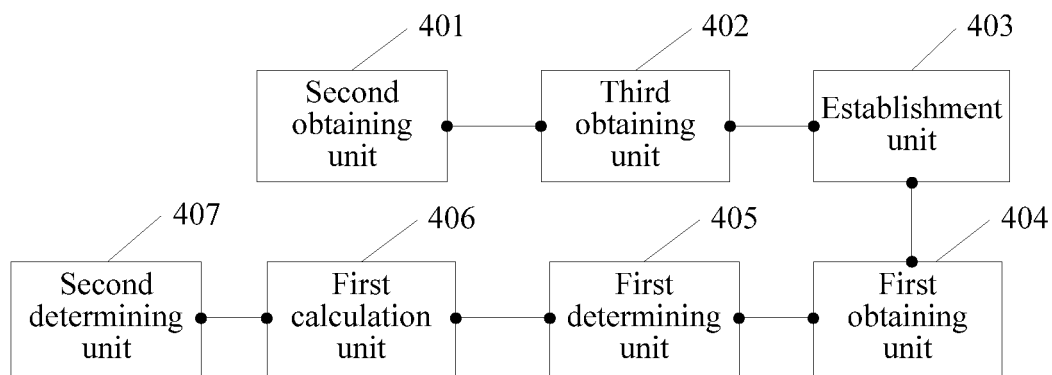 401
402
403
Second
obtaining
unit
Third
obtaining
unit
Establishment
unit
407
406
405
404
Second
determining
unit
First
calculation
unit
First
determining
unit
First
obtaining
unit